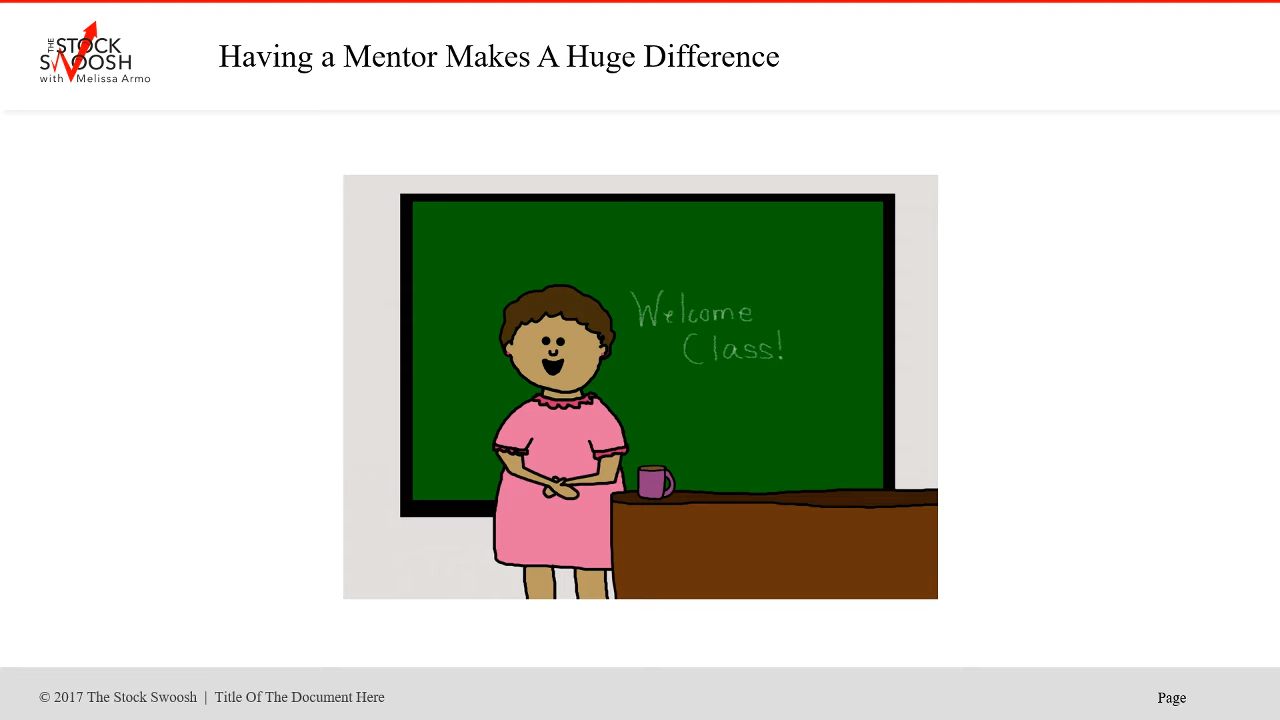 THE STOCK
SWOOSH
with Melissa Armo
Having a Mentor Makes A Huge Difference
Welcome
Class!
© 2017 The Stock Swoosh | Title Of The Document Here
Page